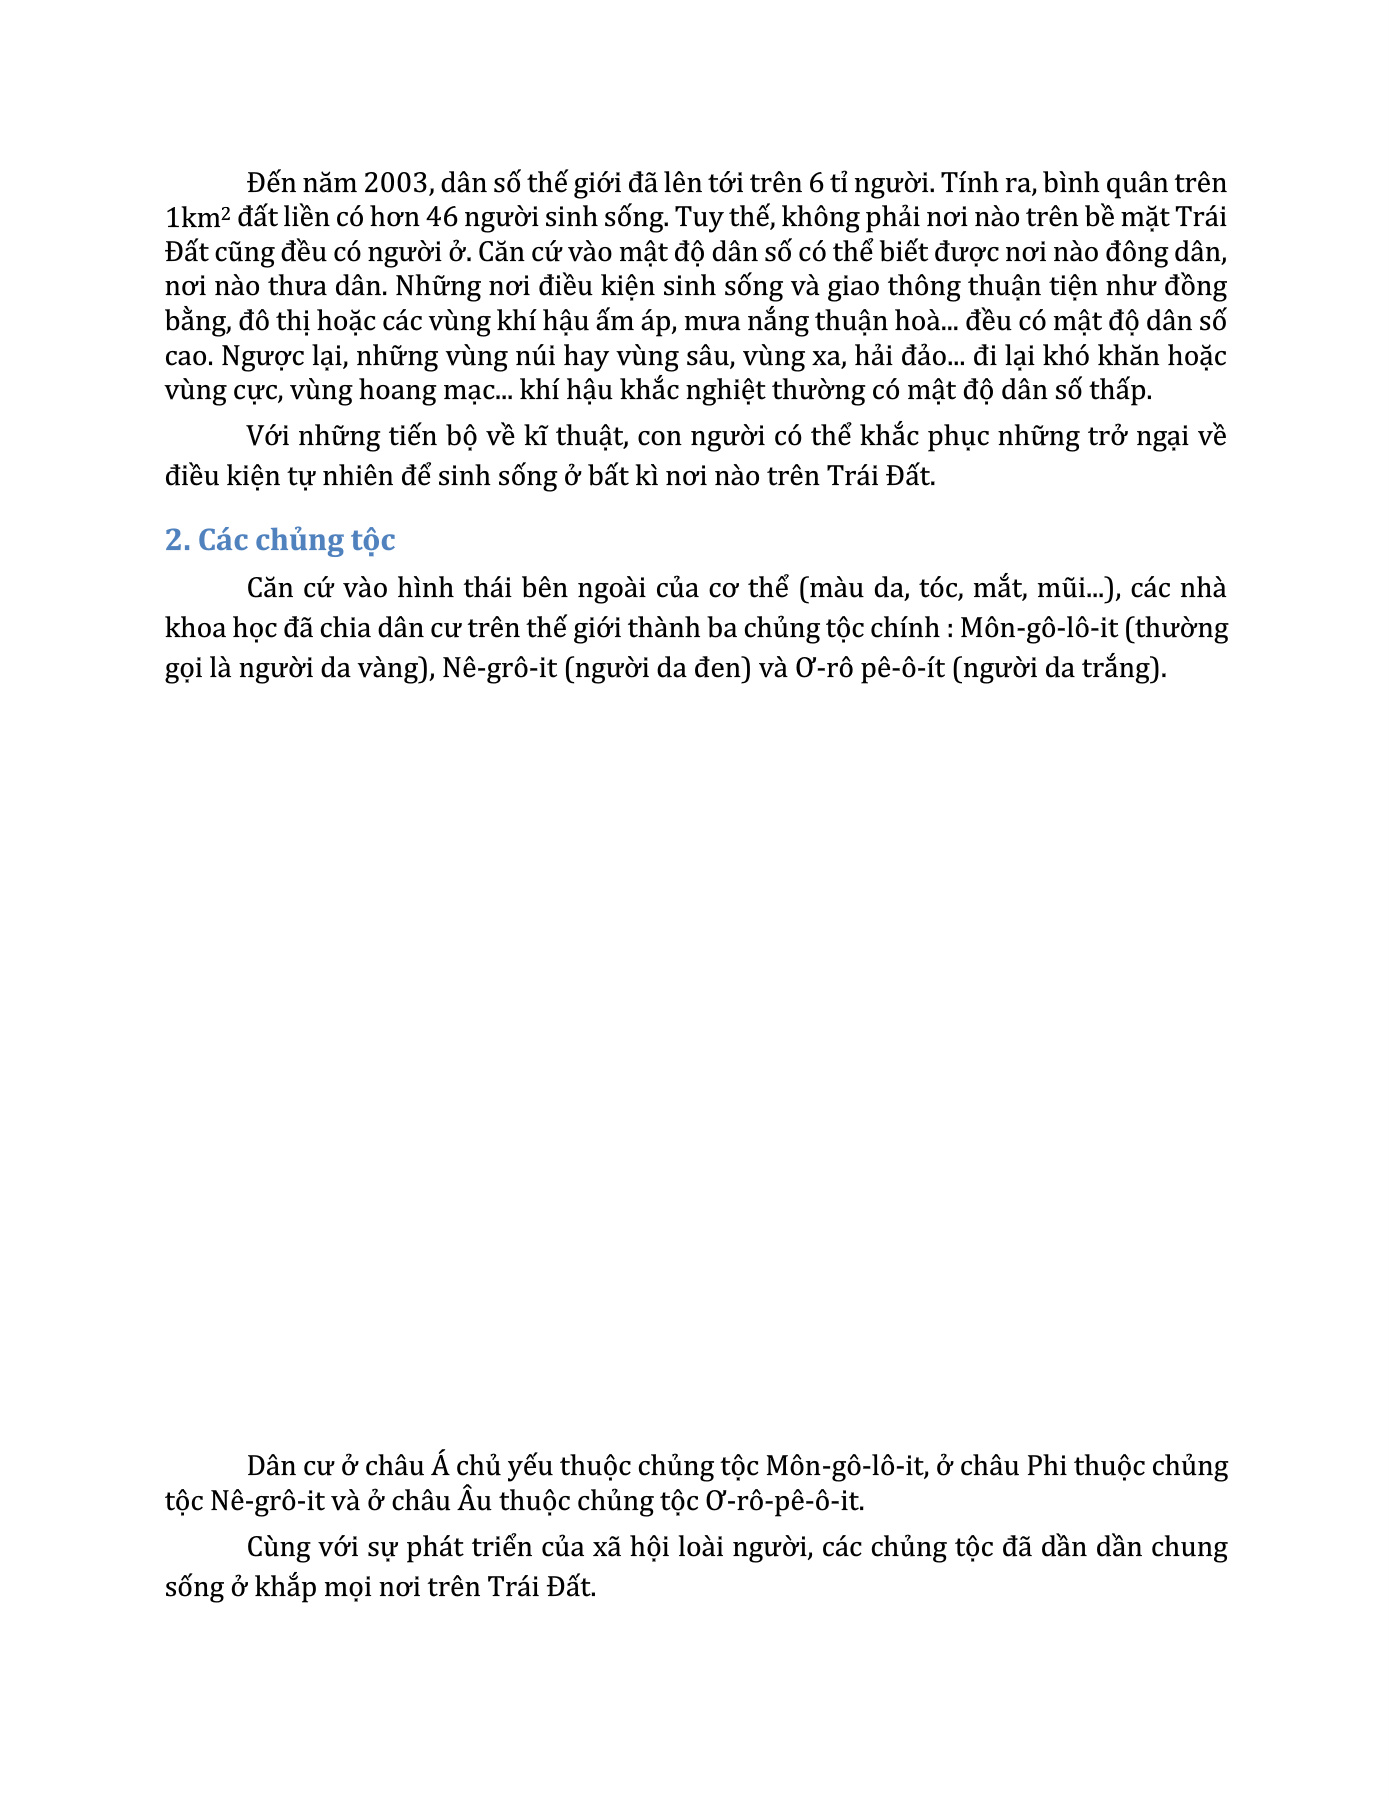 Đến năm 2003, dân số thế giới đã lên tới trên 6 tỉ người. Tính ra, bình quân trên
1km² đất liền có hơn 46 người sinh sống. Tuy thế, không phải nơi nào trên bề mặt Trái
Đất cũng đều có người ở. Căn cứ vào mật độ dân số có thể biết được nơi nào đông dân,
nơi nào thưa dân. Những nơi điều kiện sinh sống và giao thông thuận tiện như đồng
bằng, đô thị hoặc các vùng khí hậu ấm áp, mưa nắng thuận hoà... đều có mật độ dân số
cao. Ngược lại, những vùng núi hay vùng sâu, vùng xa, hải đảo... đi lại khó khăn hoặc
vùng cực, vùng hoang mạc... khí hậu khắc nghiệt thường có mật độ dân số thấp.
Với những tiến bộ về kĩ thuật, con người có thể khắc phục những trở ngại về
điều kiện tự nhiên để sinh sống ở bất kì nơi nào trên Trái Đất.
2. Các chủng tộc
Căn cứ vào hình thái bên ngoài của cơ thể (màu da, tóc, mắt, mũi...), các nhà
khoa học đã chia dân cư trên thế giới thành ba chủng tộc chính : Môn-gô-lô-it (thường
gọi là người da vàng), Nê-grô-it (người da đen) và Ơ-rô pê-ô-ít (người da trắng).
Dân cư ở châu Á chủ yếu thuộc chủng tộc Môn-gô-lô-it, ở châu Phi thuộc chủng
tộc Nê-grô-it và ở châu Âu thuộc chủng tộc Ơ-rô-pê-ô-it.
Cùng với sự phát triển của xã hội loài người, các chủng tộc đã dần dần chung
sống ở khắp mọi nơi trên Trái Đất.